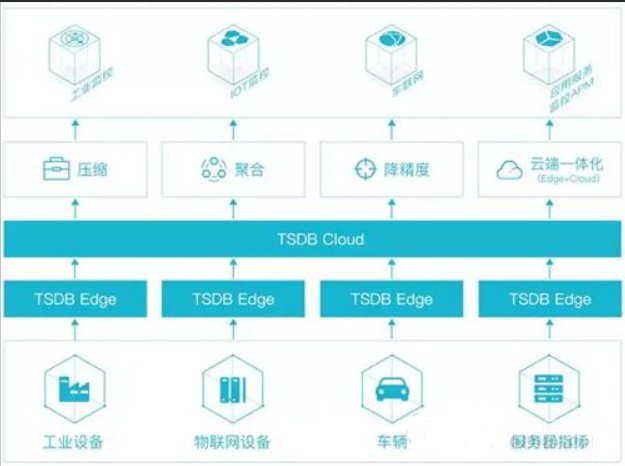 工业监控
IOT监控
车联网
应用服务
监控APM
压缩
聚合
降精度
云端一体化
(Edge+Cloud)
TSDB Cloud
TSDB Edge
TSDB Edge
TSDB Edge
TSDB Edge
工业设备
物联网设备
车辆
服务器指标